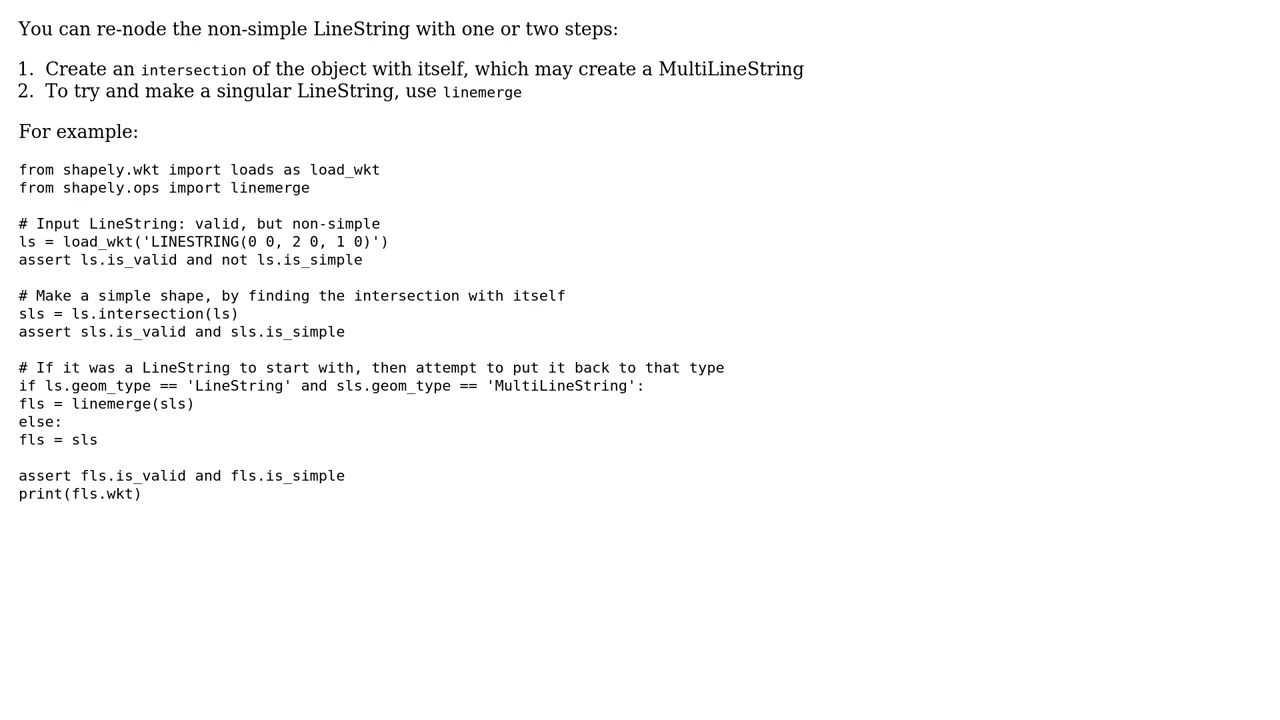 You can re-node the non-simple LineString with one or two steps:
1. Create an intersection of the object with itself, which may create a MultiLineString
2. To try and make a singular LineString, use linemerge
For example:
from shapely.wkt import loads as load_wkt
from shapely.ops import linemerge
# Input LineString: valid, but non-simple
ls = load_wkt('LINESTRING(0 0, 2 0, 1 0)')
assert ls.is_valid and not ls.is_simple
# Make a simple shape, by finding the intersection with itself
sls = ls.intersection(ls)
assert sls.is_valid and sls.is_simple
# If it was a LineString to start with, then attempt to put it back to that type
if ls.geom_type == 'LineString' and sls.geom_type == 'MultiLineString':
fls = linemerge(sls)
else:
fls = sls
assert fls.is_valid and fls.is_simple
print(fls.wkt)